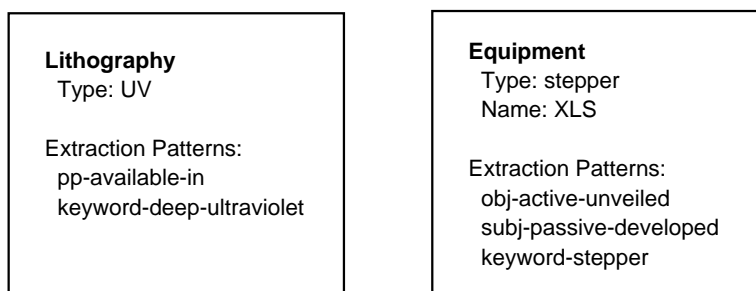 Lithography
Type: UV
Extraction Patterns:
pp-available-in
keyword-deep-ultraviolet
Equipment
Type: stepper
Name: XLS
Extraction Patterns:
obj-active-unveiled
subj-passive-developed
keyword-stepper